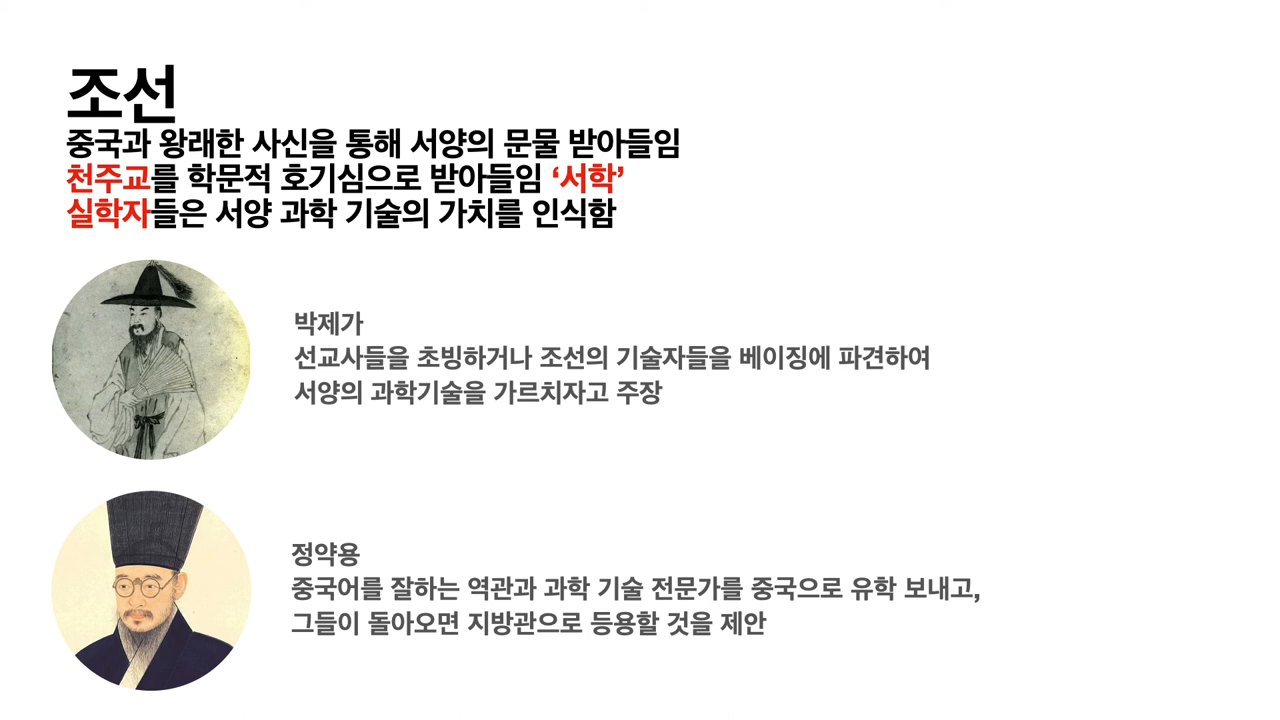 조선
중국과 왕래한 사신을 통해 서양의 문물 받아들임
천주교를 학문적 호기심으로 받아들임 ‘서학’
실학자들은 서양 과학 기술의 가치를 인식함
박제가
선교사들을 초빙하거나 조선의 기술자들을 베이징에 파견하여
서양의 과학기술을 가르치자고 주장
정약용
중국어를 잘하는 역관과 과학 기술 전문가를 중국으로 유학 보내고,
그들이 돌아오면 지방관으로 등용할 것을 제안